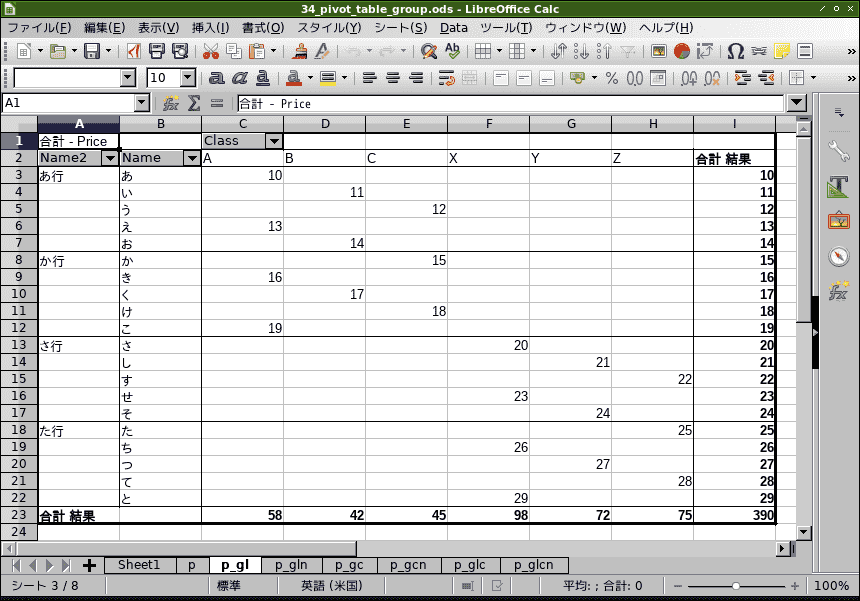 34_pivot_table_group.ods - LibreOffice Calc
ファイル(F) 編集(E) 表示(V) 挿入(I) 書式(O) スタイル(Y) シート(S) Data ツール(T) ウィンドウ(W) ヘルプ(H)
10
A1 合計 - Price
A B C D E F G H I
1 合計 - Price Class
2 Name2 Name A B C X Y Z 合計 結果
3 あ行 あ 10 10
4 い 11 11
5 う 12 12
6 え 13 13
7 お 14 14
8 か行 か 15 15
9 き 16 16
10 く 17 17
11 け 18 18
12 こ 19 19
13 さ行 さ 20 20
14 し 21 21
15 す 22 22
16 せ 23 23
17 そ 24 24
18 た行 た 25 25
19 ち 26 26
20 つ 27 27
21 て 28 28
22 と 29 29
23 合計 結果 58 42 45 98 72 75 390
24
Sheet1 p p_gl p_gln p_gc p_gcn p_glc p_glcn
シート 3 / 8 標準 英語 (米国) 平均: ; 合計: 0 100%